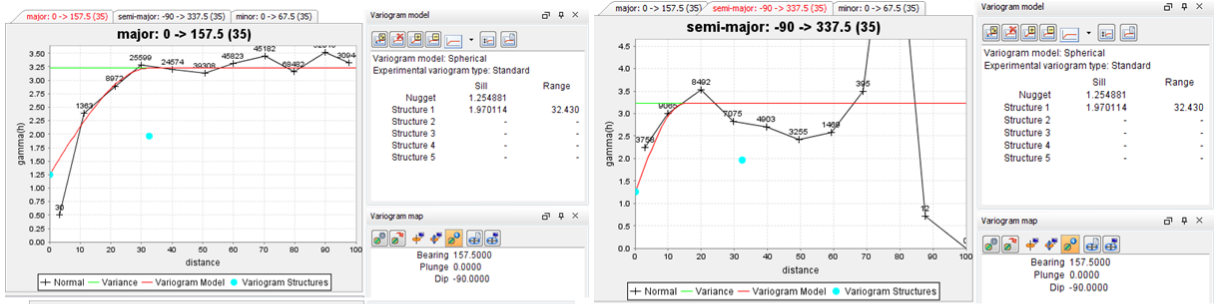 major: 0 -> 157.5 (35)
semi-major: -90 -> 337.5 (35)
minor: 0 -> 67.5 (35)
major: 0 -> 157.5 (35)
gamma(h)
3.50
3.25
3.00
2.75
2.50
2.25
2.00
1.75
1.50
1.25
1.00
0.75
0.50
0.25
0.00
30
1363
8972
25599
24574
39308
45823
45182
68482
0 10 20 30 40 50 60 70 80 90 100
distance
Normal Variance Variogram Model Variogram Structures
Variogram model
Variogram model: Spherical
Experimental variogram type: Standard
Sill Range
Nugget 1.254881
Structure 1 1.970114 32.430
Structure 2 - -
Structure 3 - -
Structure 4 - -
Structure 5 - -
Variogram map
Bearing 157.5000
Plunge 0.0000
Dip -90.0000
major: 0 -> 157.5 (35)
semi-major: -90 -> 337.5 (35)
minor: 0 -> 67.5 (35)
semi-major: -90 -> 337.5 (35)
gamma(h)
4.5
4.0
3.5
3.0
2.5
2.0
1.5
1.0
0.5
0.0
3758
9065
8492
7075
4903
3255
1469
395
12
0 10 20 30 40 50 60 70 80 90 100
distance
Normal Variance Variogram Model Variogram Structures
Variogram model
Variogram model: Spherical
Experimental variogram type: Standard
Sill Range
Nugget 1.254881
Structure 1 1.970114 32.430
Structure 2 - -
Structure 3 - -
Structure 4 - -
Structure 5 - -
Variogram map
Bearing 157.5000
Plunge 0.0000
Dip -90.0000